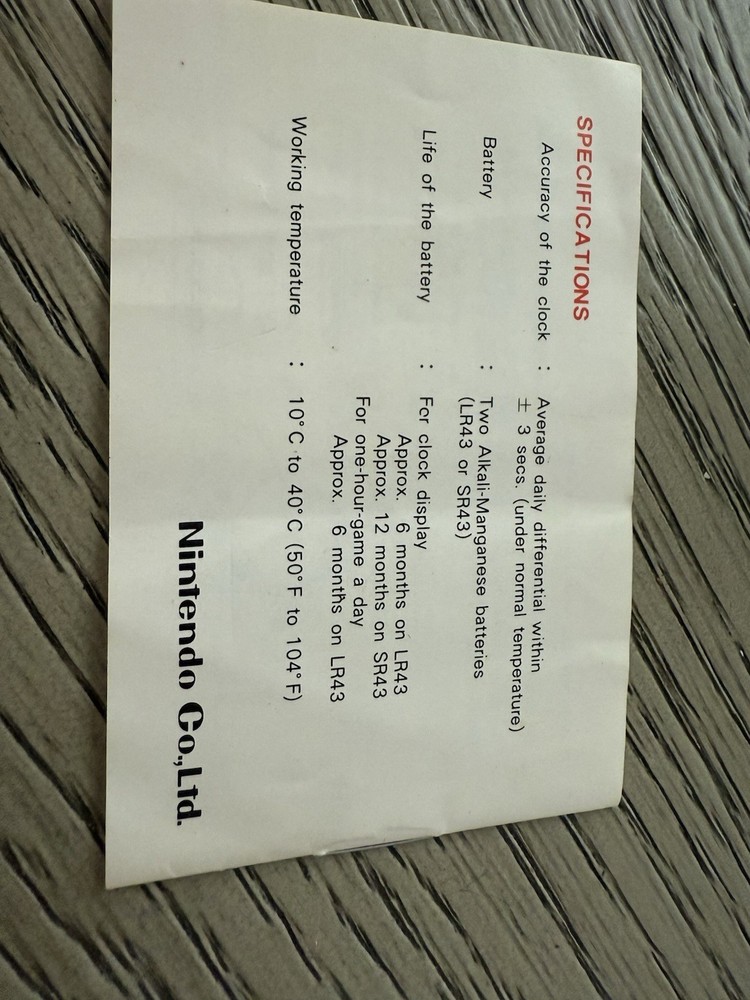 SPECIFICATIONS
Accuracy of the clock : Average daily differential within
± 3 secs. (under normal temperature)
Battery : Two Alkali-Manganese batteries
(LR43 or SR43)
Life of the battery : For clock display
Approx. 6 months on LR43
Approx. 12 months on SR43
For one-hour-game a day
Approx. 6 months on LR43
Working temperature : 10°C to 40°C (50°F to 104°F)
Nintendo Co.,Ltd.